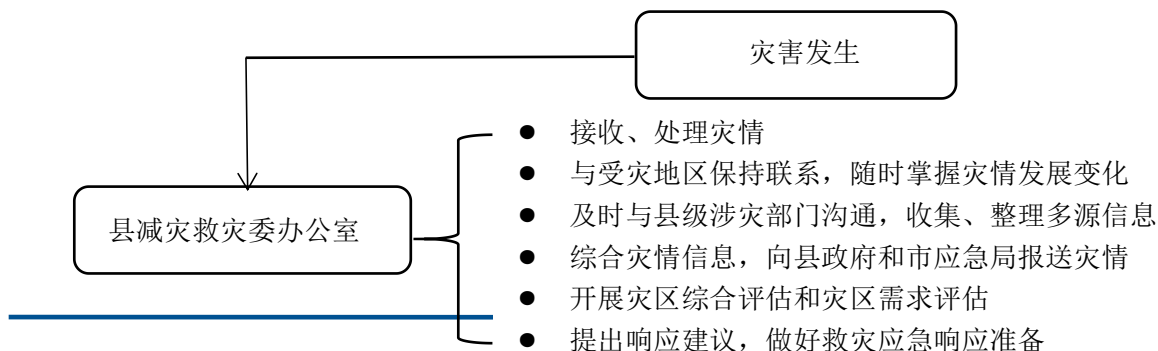 灾害发生
● 接收、处理灾情
● 与受灾地区保持联系，随时掌握灾情发展变化
县减灾救灾委办公室
● 及时与县级涉灾部门沟通，收集、整理多源信息
● 综合灾情信息，向县政府和市应急局报送灾情
● 开展灾区综合评估和灾区需求评估
● 提出响应建议，做好救灾应急响应准备